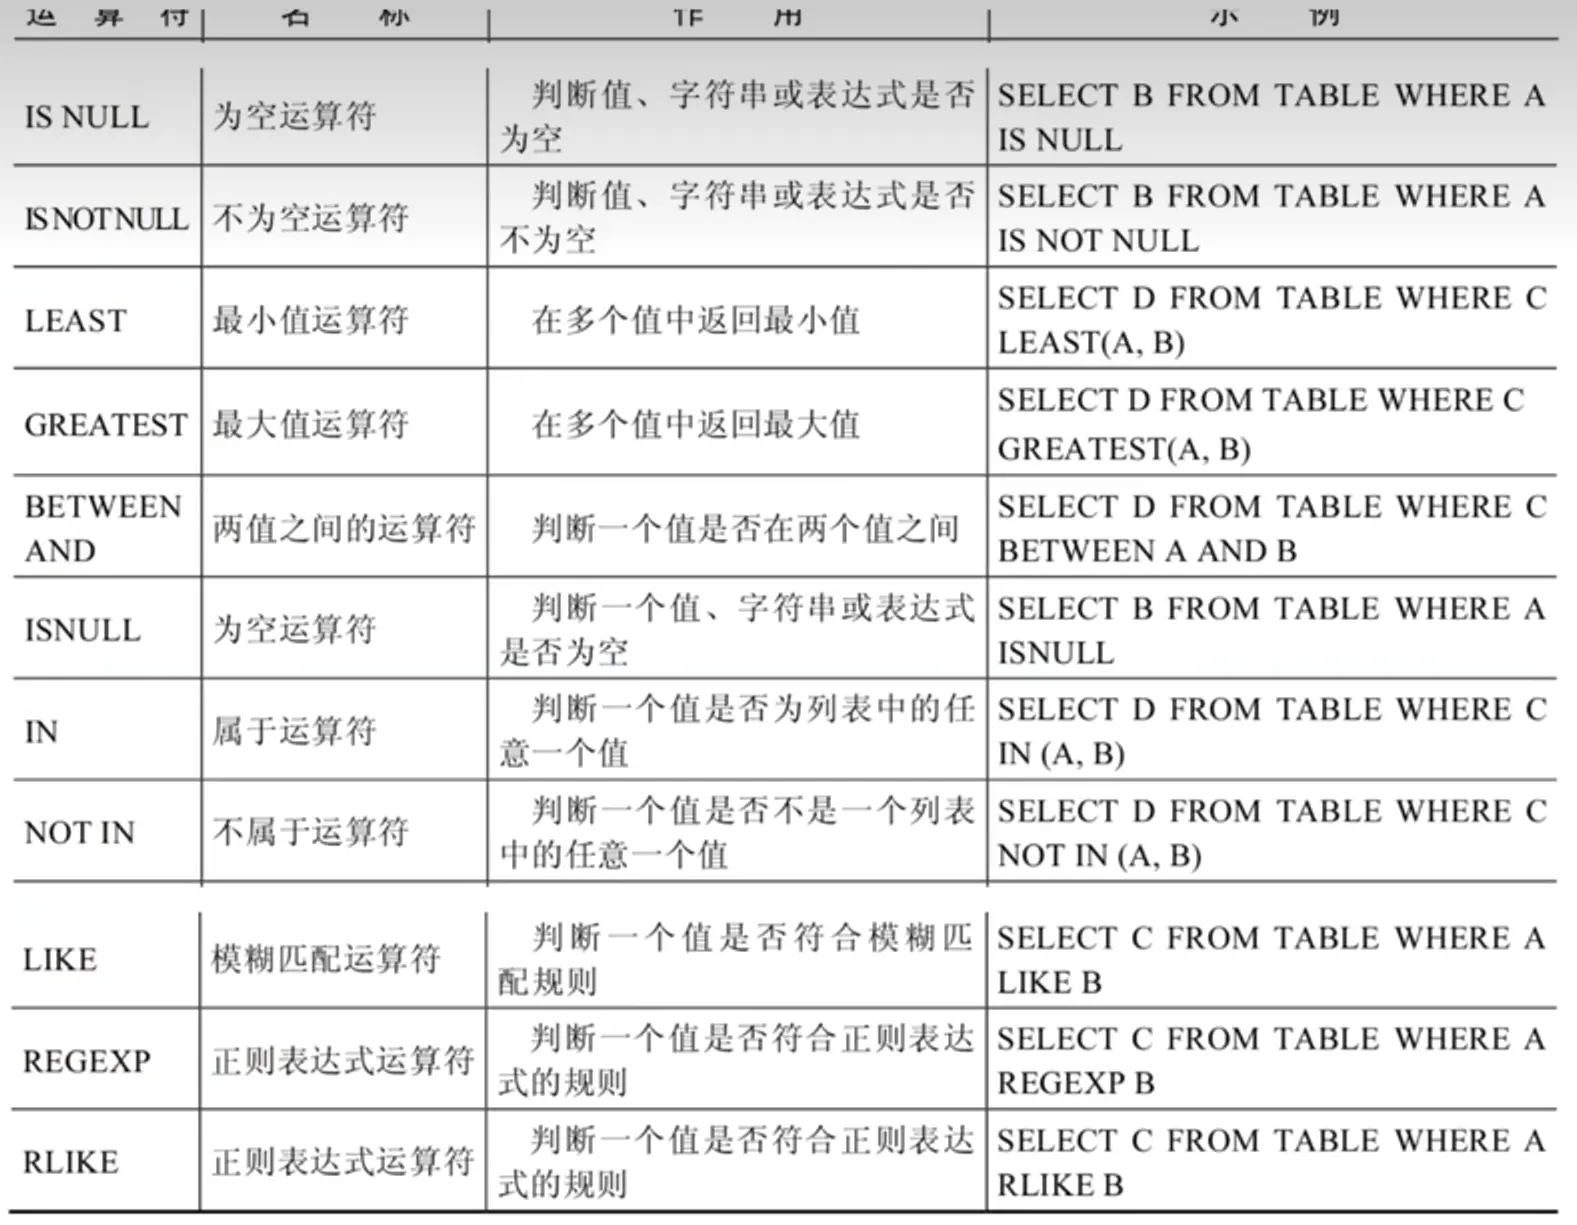 运 算 符 名 称 作 用 示 例
IS NULL 为空运算符 判断值、字符串或表达式是否
为空 SELECT B FROM TABLE WHERE A
IS NULL
IS NOT NULL 不为空运算符 判断值、字符串或表达式是否
不为空 SELECT B FROM TABLE WHERE A
IS NOT NULL
LEAST 最小值运算符 在多个值中返回最小值 SELECT D FROM TABLE WHERE C
LEAST(A, B)
GREATEST 最大值运算符 在多个值中返回最大值 SELECT D FROM TABLE WHERE C
GREATEST(A, B)
BETWEEN
AND 两值之间的运算符 判断一个值是否在两个值之间 SELECT D FROM TABLE WHERE C
BETWEEN A AND B
ISNULL 为空运算符 判断一个值、字符串或表达式
是否为空 SELECT B FROM TABLE WHERE A
ISNULL
IN 属于运算符 判断一个值是否为列表中的任
意一个值 SELECT D FROM TABLE WHERE C
IN (A, B)
NOT IN 不属于运算符 判断一个值是否不是一个列表
中的任意一个值 SELECT D FROM TABLE WHERE C
NOT IN (A, B)
LIKE 模糊匹配运算符 判断一个值是否符合模糊匹
配规则 SELECT C FROM TABLE WHERE A
LIKE B
REGEXP 正则表达式运算符 判断一个值是否符合正则表达
式的规则 SELECT C FROM TABLE WHERE A
REGEXP B
RLIKE 正则表达式运算符 判断一个值是否符合正则表达
式的规则 SELECT C FROM TABLE WHERE A
RLIKE B